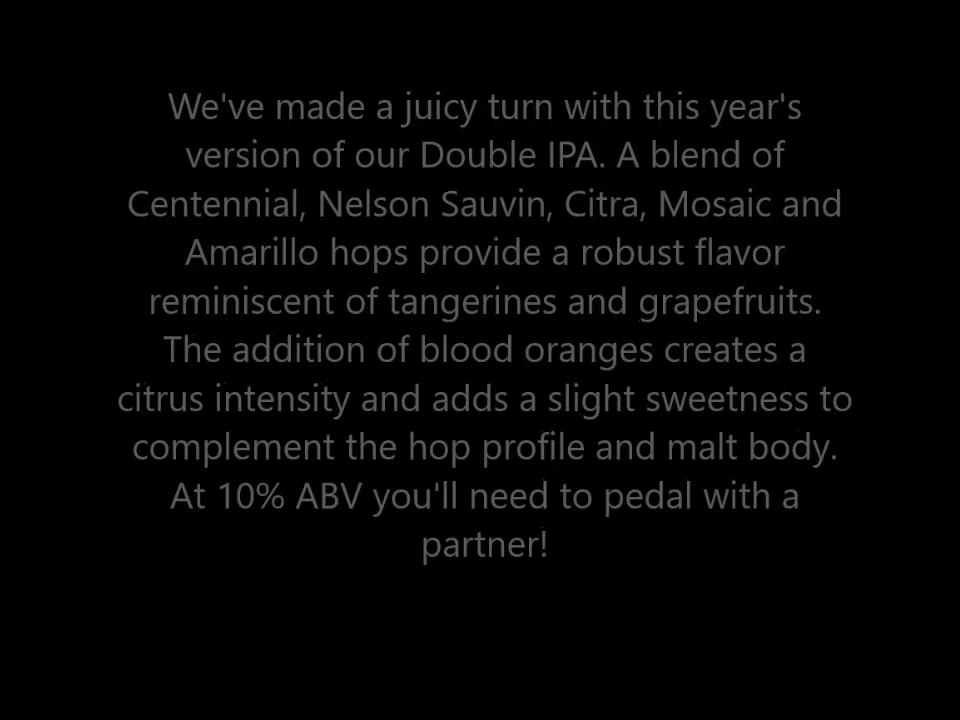 We've made a juicy turn with this year's
version of our Double IPA. A blend of
Centennial, Nelson Sauvin, Citra, Mosaic and
Amarillo hops provide a robust flavor
reminiscent of tangerines and grapefruits.
The addition of blood oranges creates a
citrus intensity and adds a slight sweetness to
complement the hop profile and malt body.
At 10% ABV you'll need to pedal with a
partner!